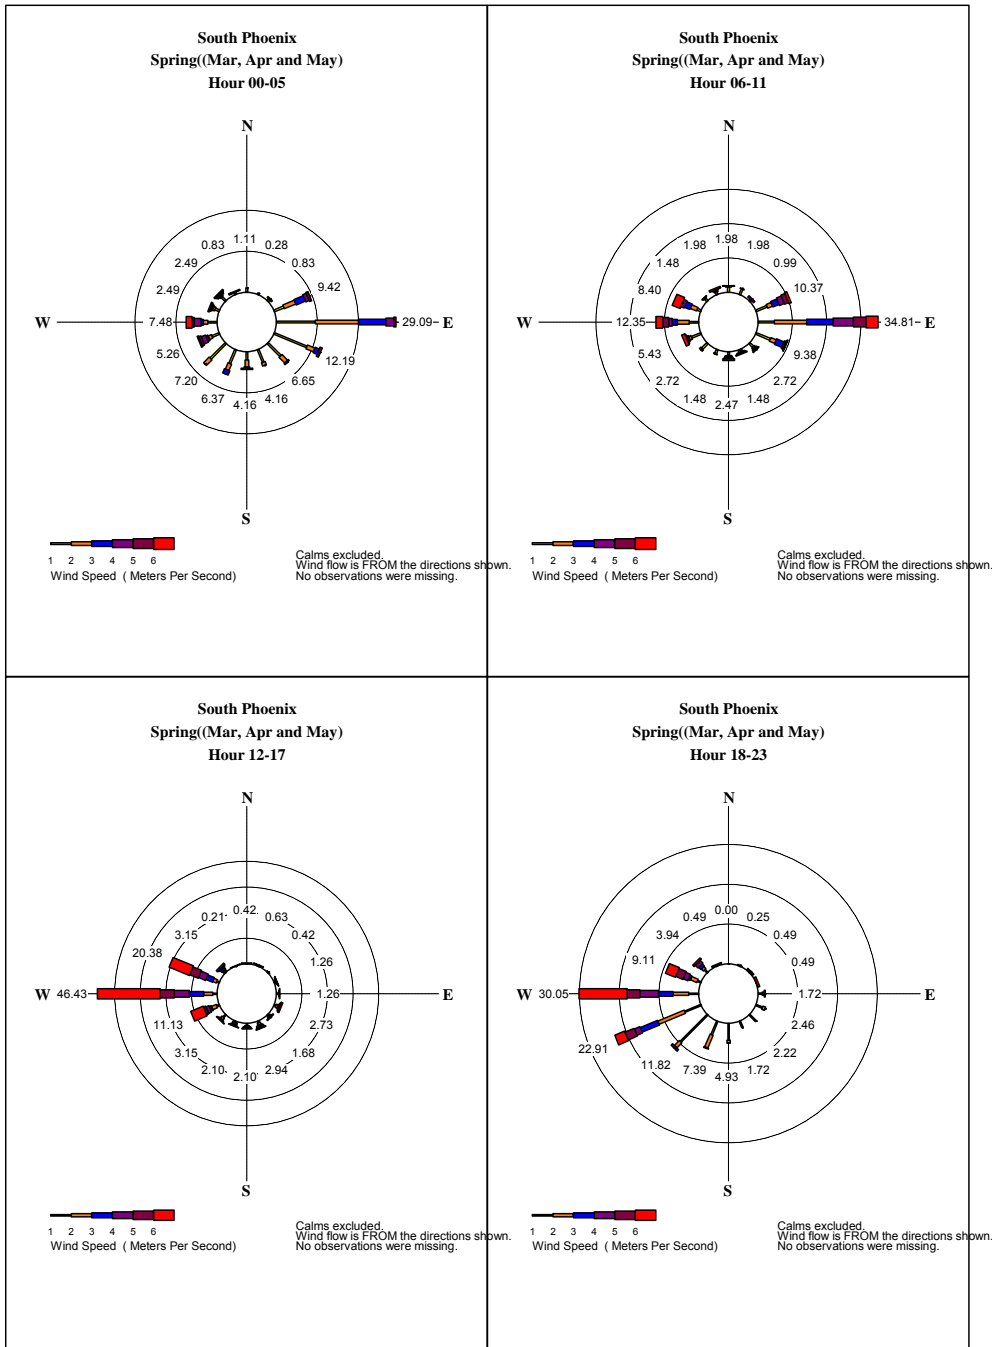 South Phoenix
Spring((Mar, Apr and May)
Hour 00-05
N
0.83 1.11 0.28
2.49 0.83
2.49 9.42
W 7.48 29.09 E
5.26 12.19
7.20 6.65
6.37 4.16 4.16
S
1 2 3 4 5 6
Wind Speed ( Meters Per Second)
Calms excluded.
Wind flow is FROM the directions shown.
No observations were missing.
South Phoenix
Spring((Mar, Apr and May)
Hour 06-11
N
1.98 1.98 1.98
1.48 0.99
8.40 10.37
W 12.35 34.81 E
5.43 9.38
2.72 2.72
1.48 2.47 1.48
S
1 2 3 4 5 6
Wind Speed ( Meters Per Second)
Calms excluded.
Wind flow is FROM the directions shown.
No observations were missing.
South Phoenix
Spring((Mar, Apr and May)
Hour 12-17
N
0.21 0.42 0.63
3.15 0.42
20.38 1.26
W 46.43 1.26 E
11.13 2.73
3.15 1.68
2.10 2.10 2.94
S
1 2 3 4 5 6
Wind Speed ( Meters Per Second)
Calms excluded.
Wind flow is FROM the directions shown.
No observations were missing.
South Phoenix
Spring((Mar, Apr and May)
Hour 18-23
N
0.49 0.00 0.25
3.94 0.49
9.11 0.49
W 30.05 1.72 E
22.91 2.46
11.82 2.22
7.39 4.93 1.72
S
1 2 3 4 5 6
Wind Speed ( Meters Per Second)
Calms excluded.
Wind flow is FROM the directions shown.
No observations were missing.